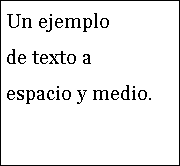 Un ejemplo
de texto a
espacio y medio.